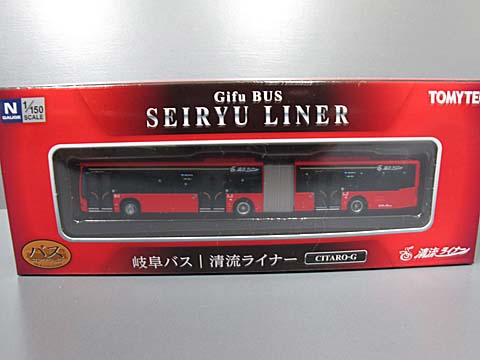 Gifu BUS
SEIRYU LINER
N GAUGE
1/150 SCALE
TOMYTEC
バス
岐阜バス | 清流ライナー
CITARO-G
清流ライナー